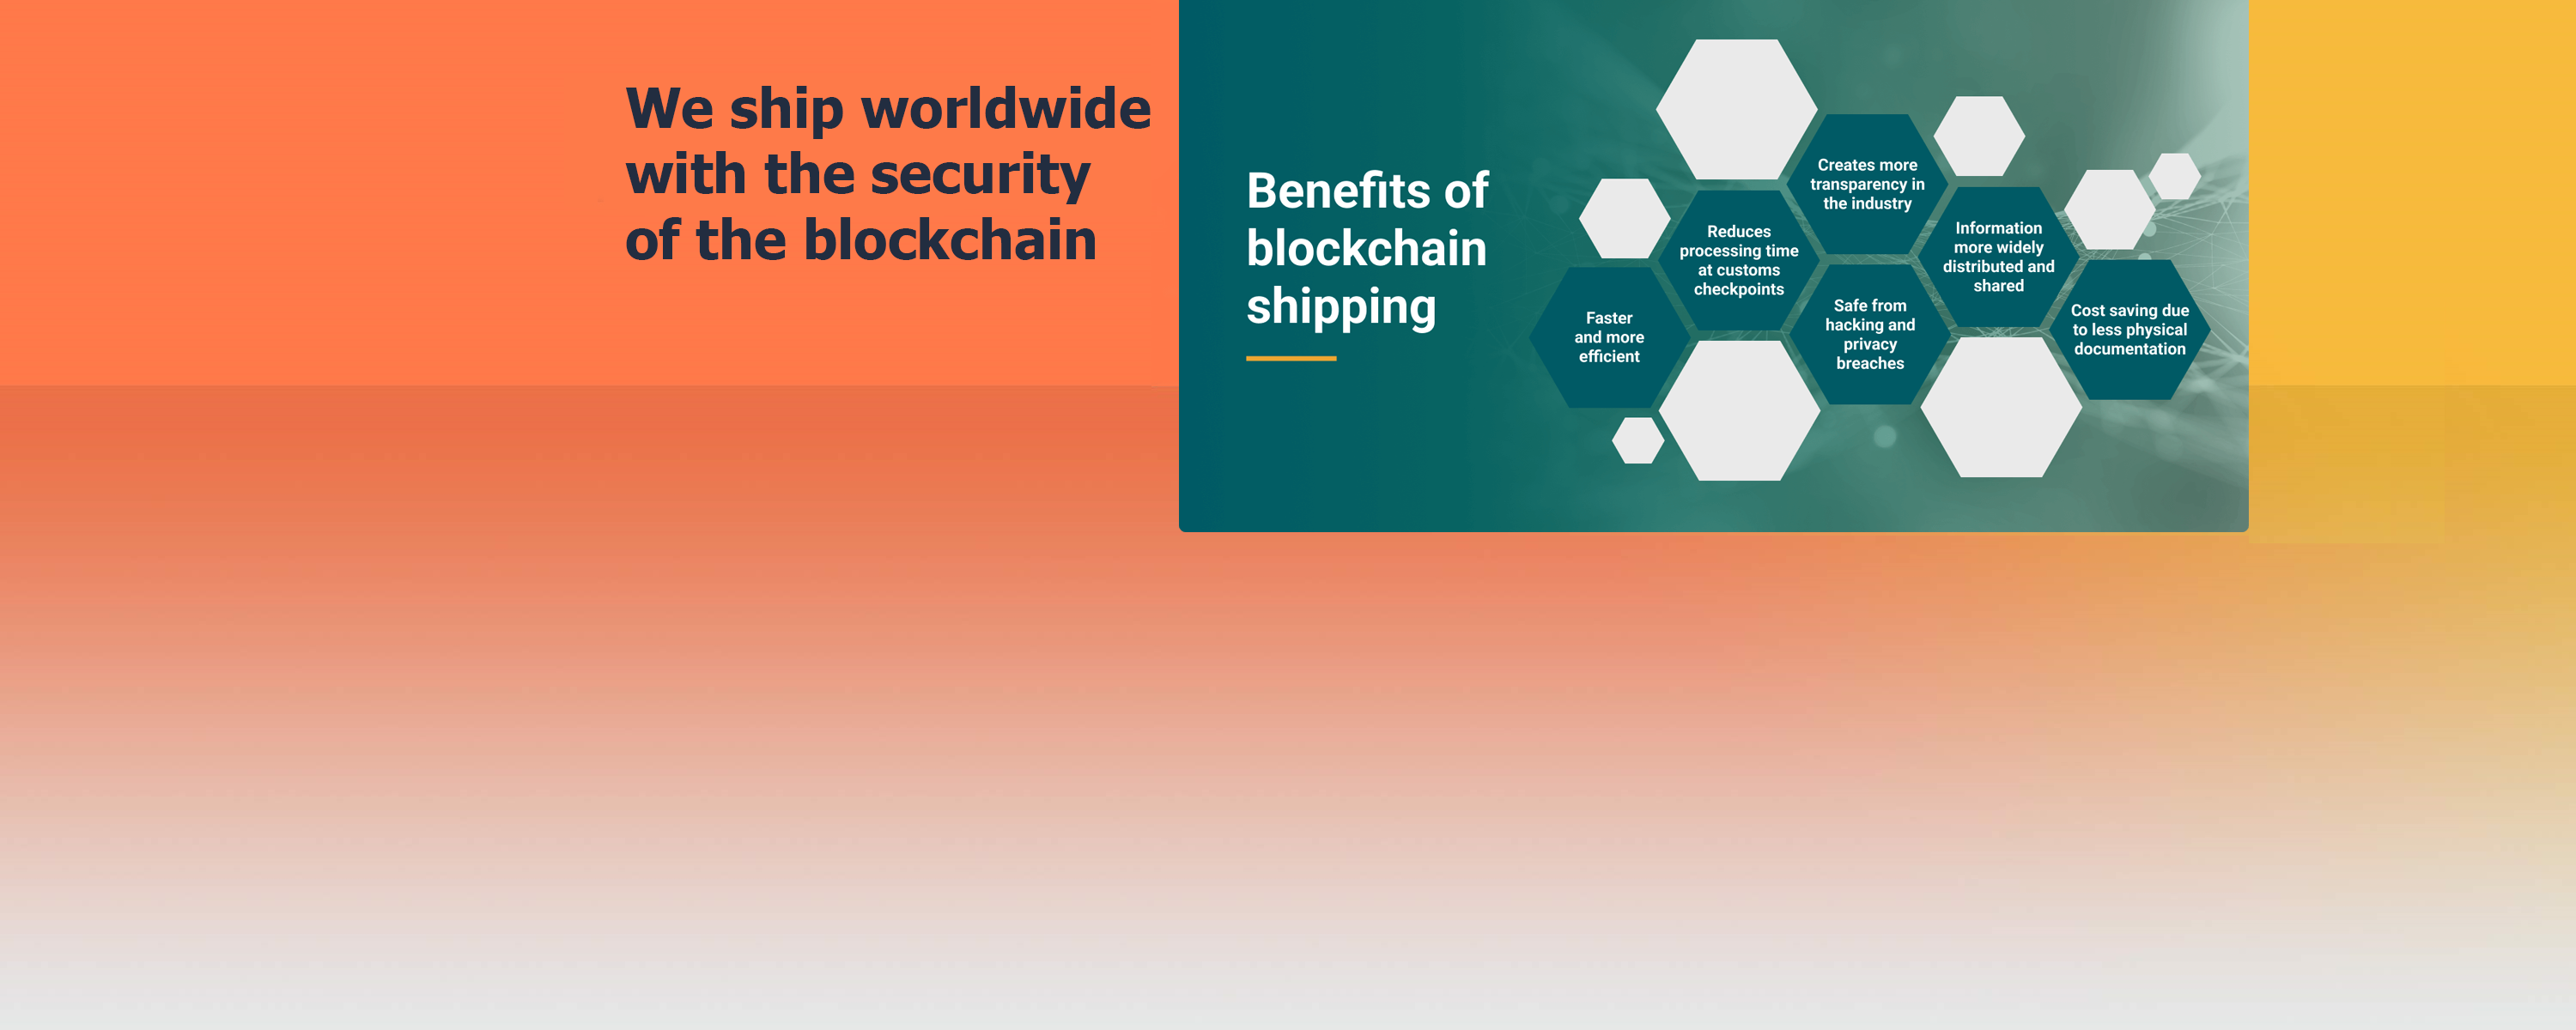 We ship worldwide
with the security
of the blockchain
Benefits of
blockchain
shipping
Faster
and more
efficient
Reduces
processing time
at customs
checkpoints
Creates more
transparency in
the industry
Safe from
hacking and
privacy
breaches
Information
more widely
distributed and
shared
Cost saving due
to less physical
documentation